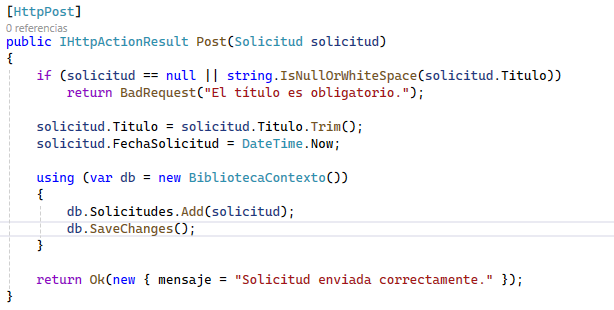 [HttpPost]
0 referencias
public IHttpActionResult Post(Solicitud solicitud)
{
    if (solicitud == null || string.IsNullOrWhiteSpace(solicitud.Titulo))
        return BadRequest("El título es obligatorio.");

    solicitud.Titulo = solicitud.Titulo.Trim();
    solicitud.FechaSolicitud = DateTime.Now;

    using (var db = new BibliotecaContexto())
    {
        db.Solicitudes.Add(solicitud);
        db.SaveChanges();
    }

    return Ok(new { mensaje = "Solicitud enviada correctamente." });
}